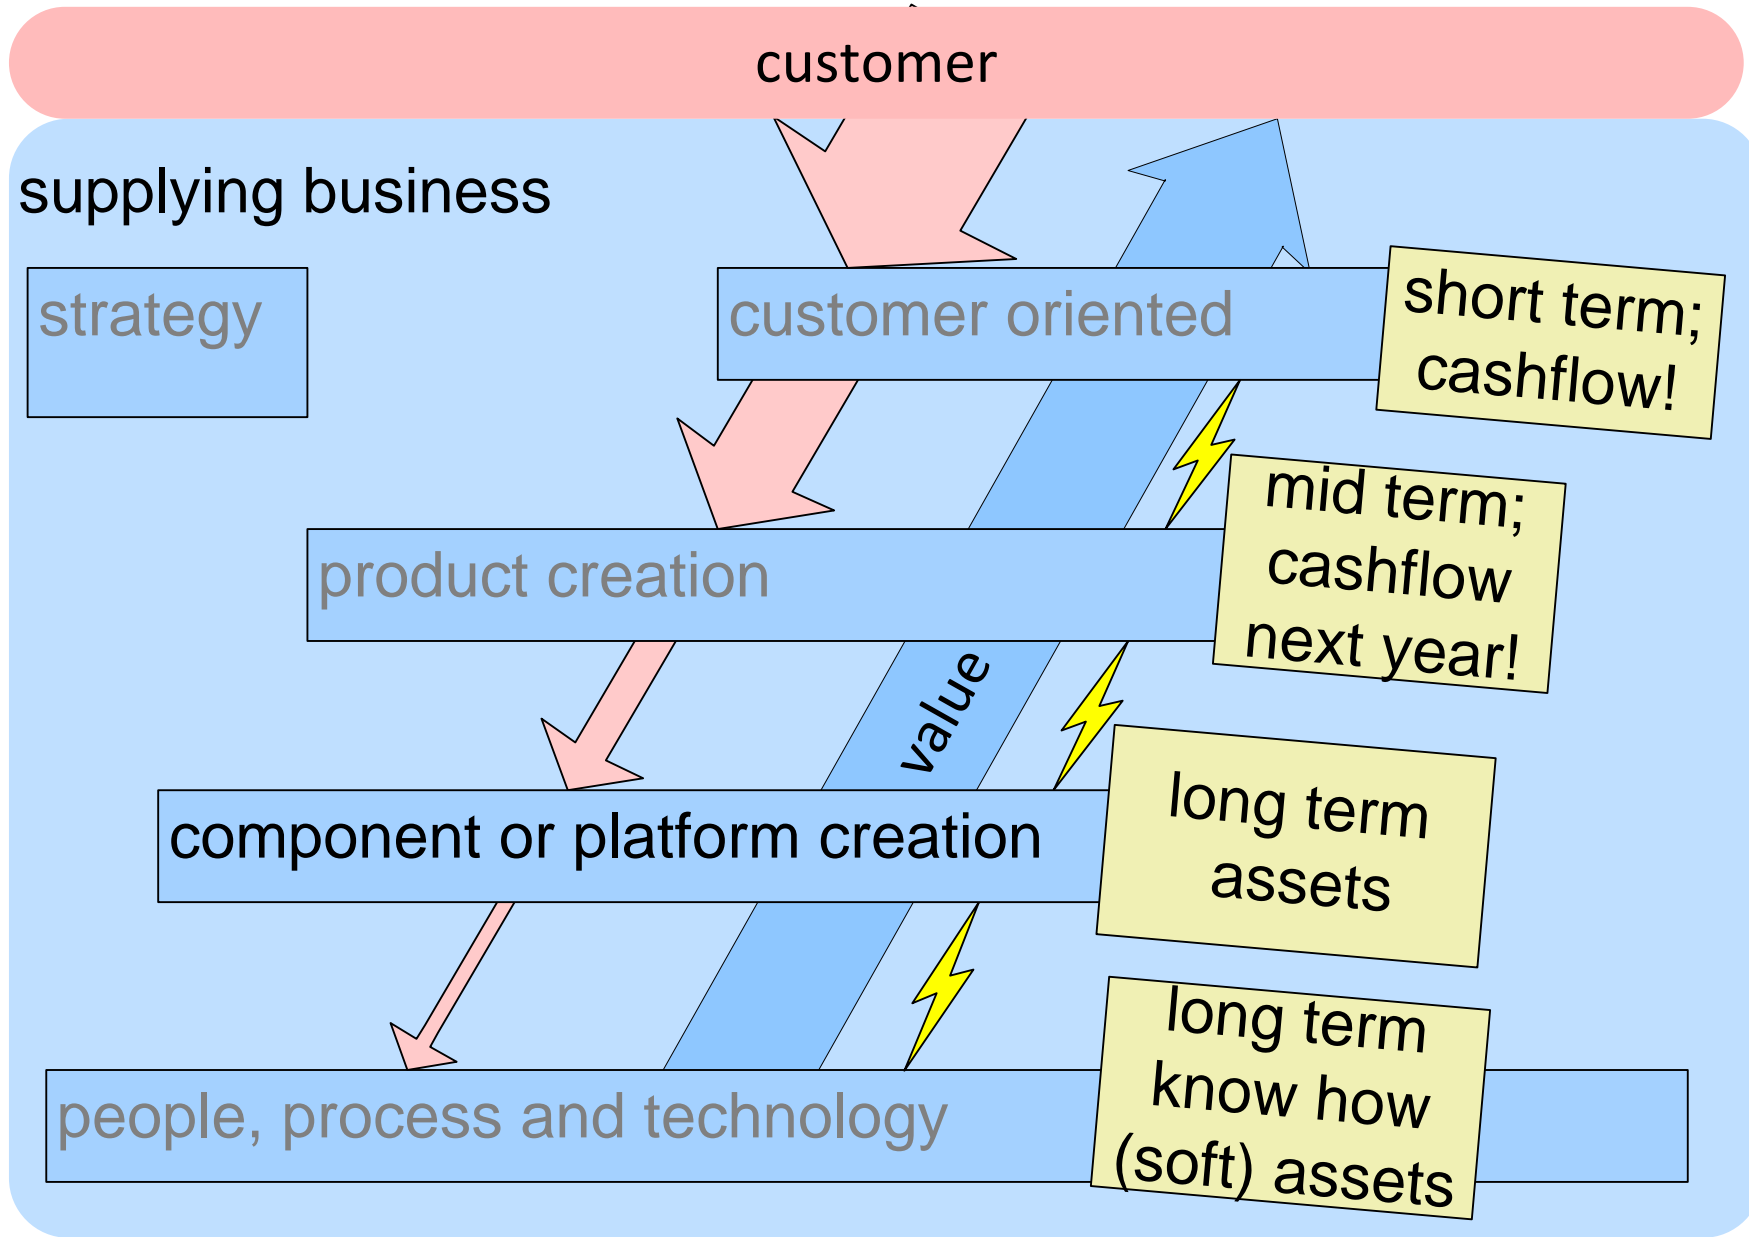 customer
supplying business
strategy
customer oriented
short term;
cashflow!
product creation
mid term;
cashflow
next year!
value
component or platform creation
long term
assets
people, process and technology
long term
know how
(soft) assets